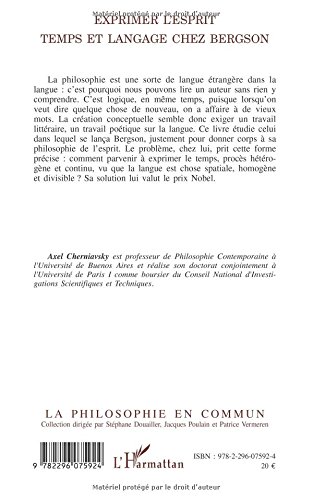 Matériel protégé par le droit d'auteur
EXPRIMER L'ESPRIT
TEMPS ET LANGAGE CHEZ BERGSON
La philosophie est une sorte de langue étrangère dans la
langue : c'est pourquoi nous pouvons lire un auteur sans rien y
comprendre. C'est logique, en même temps, puisque lorsqu'on
veut dire quelque chose de nouveau, on a affaire à de vieux
mots. La création conceptuelle semble donc exiger un travail
littéraire, un travail poétique sur la langue. Ce livre étudie celui
dans lequel se lança Bergson, justement pour donner corps à sa
philosophie de l'esprit. Le problème, chez lui, prit cette forme
précise : comment parvenir à exprimer le temps, procès hétéro-
gène et continu, vu que la langue est chose spatiale, homogène
et divisible ? Sa solution lui valut le prix Nobel.
Axel Cherniavsky est professeur de Philosophie Contemporaine à
l'Université de Buenos Aires et réalise son doctorat conjointement à
l'Université de Paris I comme boursier du Conseil National d'Investi-
gations Scientifiques et Techniques.
LA PHILOSOPHIE EN COMMUN
Collection dirigée par Stéphane Douailler, Jacques Poulain et Patrice Vermeren
9 782296 075924
L'Harmattan
ISBN : 978-2-296-07592-4
20 €
Matériel protégé par le droit d'auteur